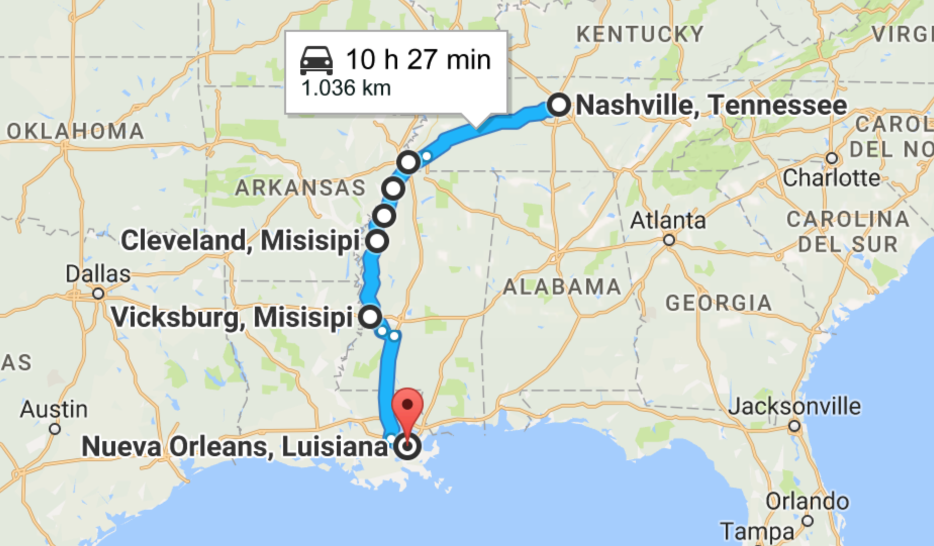 KENTUCKY
VIRGI
10 h 27 min
1.036 km
Nashville, Tennessee
OKLAHOMA
CAROL
DEL NO
ARKANSAS
Charlotte
Atlanta
CAROLINA
DEL SUR
Cleveland, Misisipi
Dallas
ALABAMA
GEORGIA
Vicksburg, Misisipi
AS
Austin
Jacksonville
Nueva Orleans, Luisiana
Orlando
Tampa